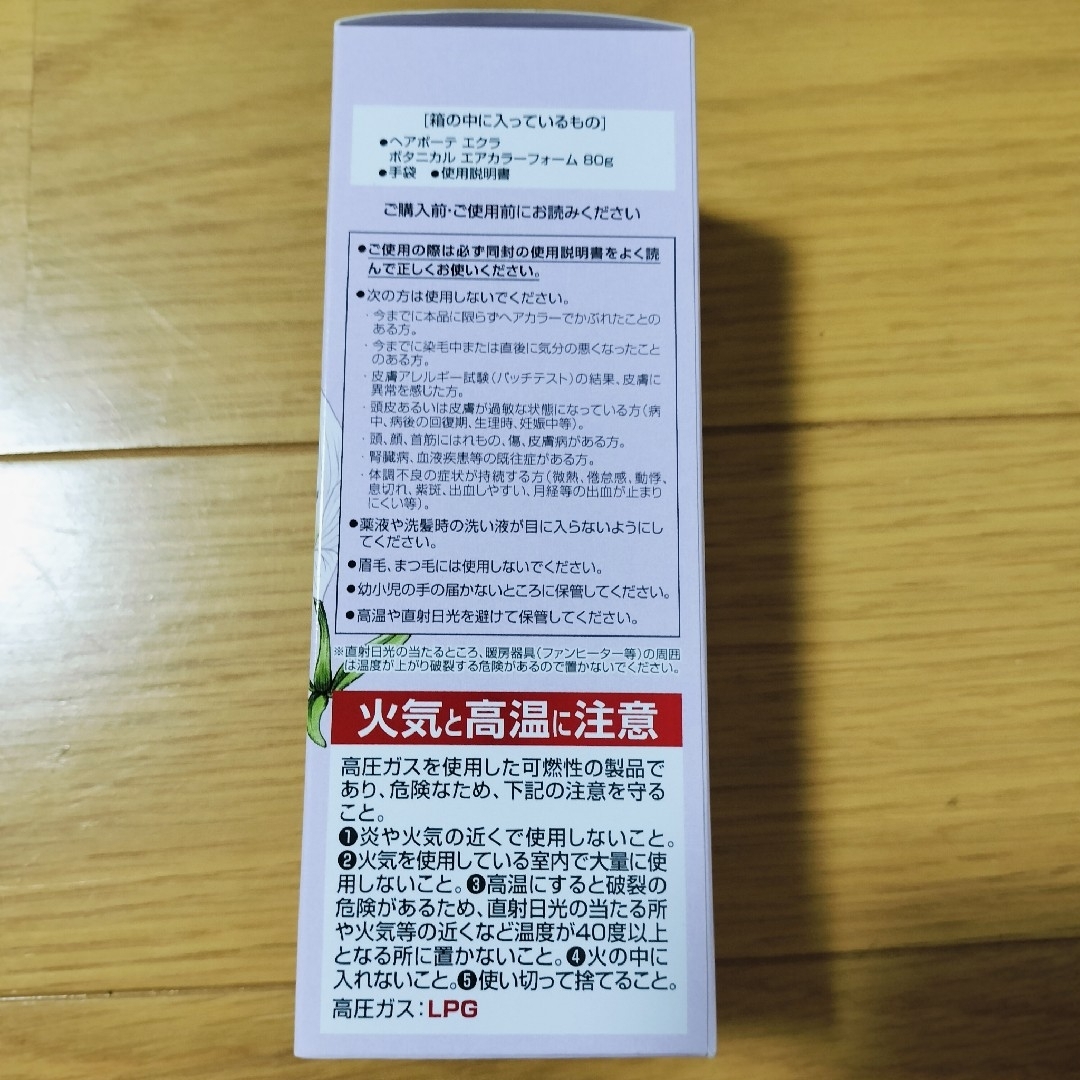 [箱の中に入っているもの]
●ヘアボーテ エクラ
ボタニカル エアカラーフォーム 80g
●手袋 ●使用説明書
ご購入前・ご使用前にお読みください
●ご使用の際は必ず同封の使用説明書をよく読
んで正しくお使いください。
●次の方は使用しないでください。
・今までに本品に限らずヘアカラーでかぶれたことの
ある方。
・今までに染毛中または直後に気分の悪くなったこと
のある方。
・皮膚アレルギー試験(パッチテスト)の結果、皮膚に
異常を感じた方。
・頭皮あるいは皮膚が過敏な状態になっている方(病
中、病後の回復期、生理時、妊娠中等)。
・頭、顔、首筋にはれもの、傷、皮膚病がある方。
・腎臓病、血液疾患等の既往症がある方。
・体調不良の症状が持続する方(微熱、倦怠感、動悸、
息切れ、紫斑、出血しやすい、月経等の出血が止まり
にくい等)。
●薬液や洗髪時の洗い液が目に入らないようにし
てください。
●眉毛、まつ毛には使用しないでください。
●幼小児の手の届かないところに保管してください。
●高温や直射日光を避けて保管してください。
※直射日光の当たるところ、暖房器具(ファンヒーター等)の周囲
は温度が上がり破裂する危険があるので置かないでください。
火気と高温に注意
高圧ガスを使用した可燃性の製品で
あり、危険なため、下記の注意を守る
こと。
❶炎や火気の近くで使用しないこと。
❷火気を使用している室内で大量に使
用しないこと。❸高温にすると破裂の
危険があるため、直射日光の当たる所
や火気等の近くなど温度が40度以上
となる所に置かないこと。❹火の中に
入れないこと。❺使い切って捨てること。
高圧ガス:LPG